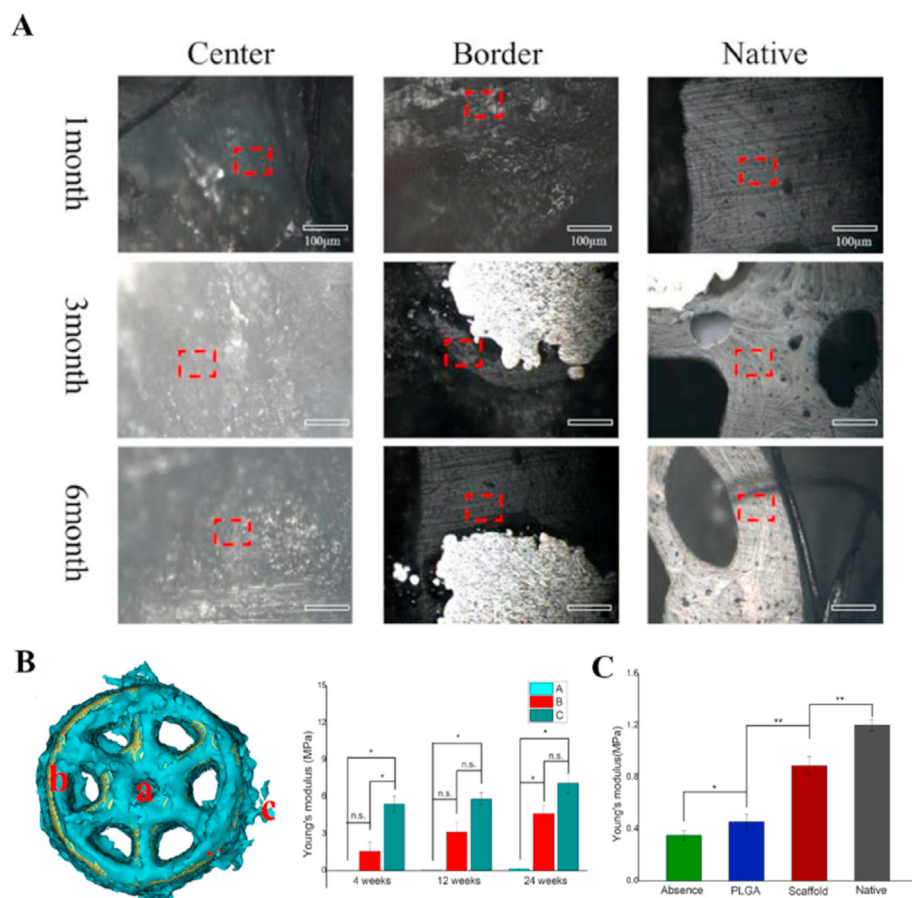 A
Center Border Native
1month
100μm 100μm 100μm
3month
6month
B
b a c
Young's modulus (MPa)
15
12
9
6
3
0
A
B
C
* * *
* n.s. *
n.s. n.s. n.s. *
4 weeks 12 weeks 24 weeks
C
Young's modulus(MPa)
1.6
1.2
0.8
0.4
0.0
* ** **
Absence PLGA Scaffold Native